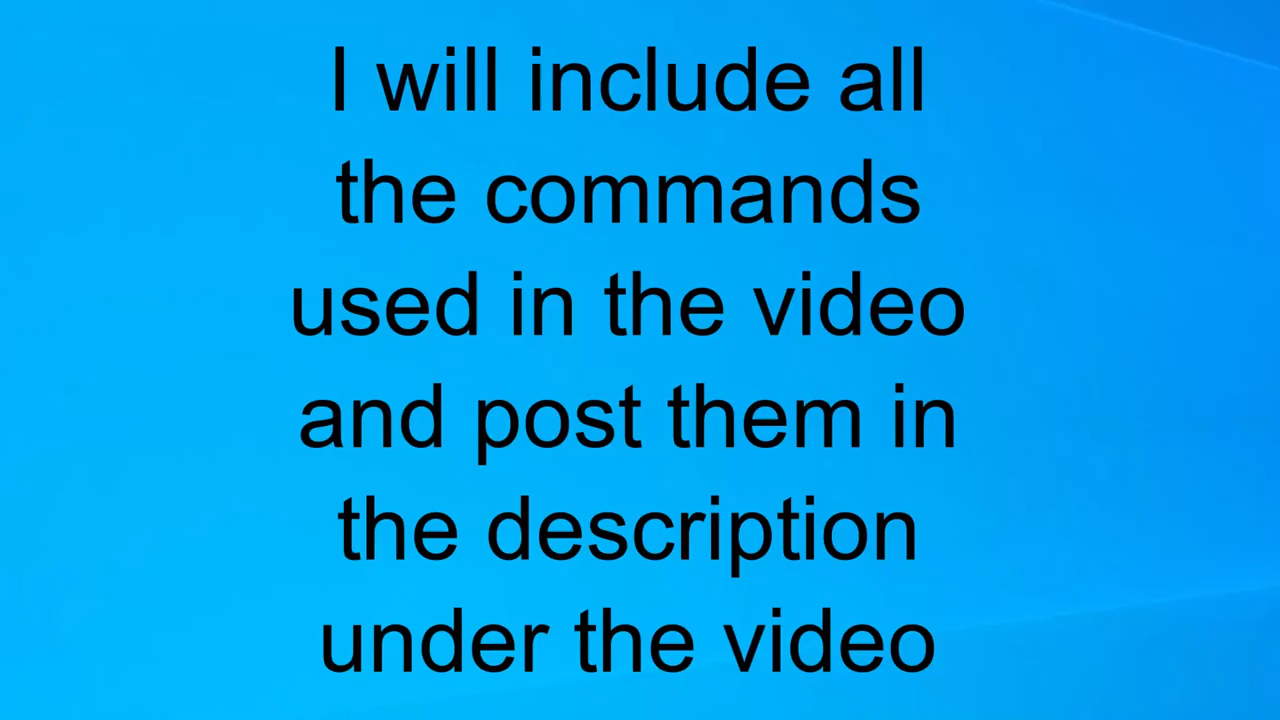 I will include all
the commands
used in the video
and post them in
the description
under the video